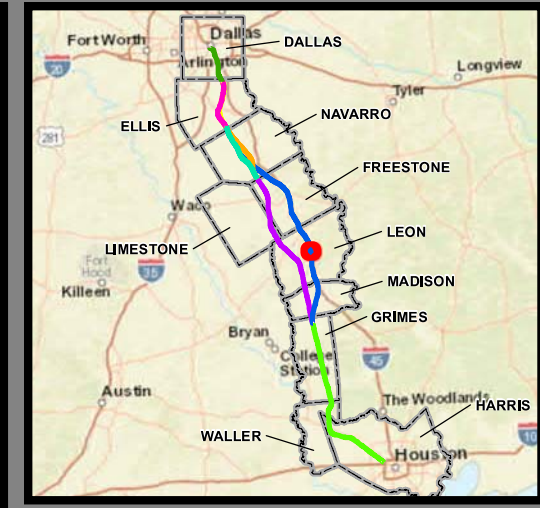 Dallas
Fort Worth
DALLAS
Arlington
Longview
20
Tyler
NAVARRO
ELLIS
281
FREESTONE
Waco
LEON
LIMESTONE
Fort
Hood
35
MADISON
Killeen
GRIMES
Bryan
College
Station
45
Austin
The Woodlands
HARRIS
WALLER
10
Houston